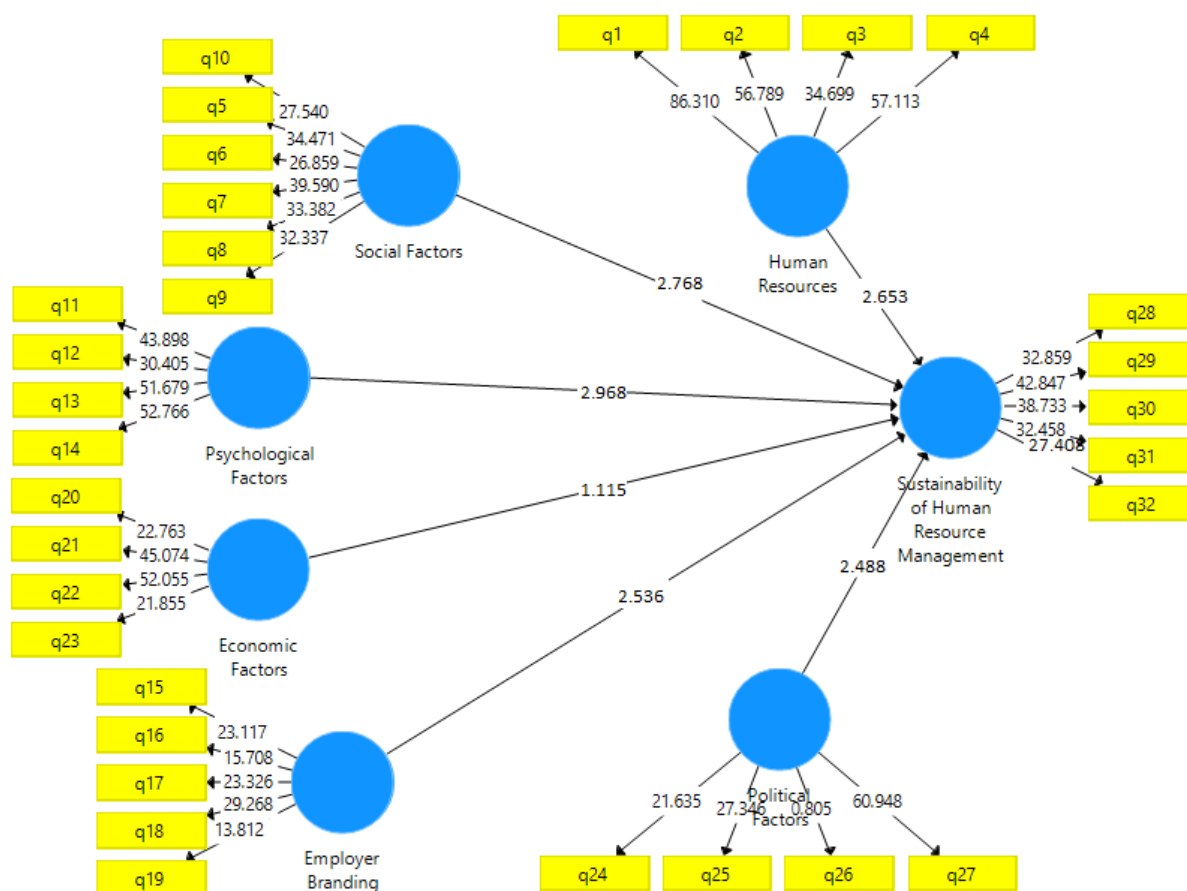 q1
q2
q3
q4
86.310
56.789
34.699
57.113
Human
Resources
2.653
q10
q5
q6
q7
q8
q9
27.540
34.471
26.859
39.590
33.382
32.337
Social Factors
2.768
q11
q12
q13
q14
43.898
30.405
51.679
52.766
Psychological
Factors
2.968
q20
q21
q22
q23
22.763
45.074
52.055
21.855
Economic
Factors
1.115
q15
q16
q17
q18
q19
23.117
15.708
23.326
29.268
13.812
Employer
Branding
2.536
q28
q29
q30
q31
q32
32.859
42.847
38.733
32.458
27.408
Sustainability
of Human
Resource
Management
2.488
Political
Factors
21.635
27.346
0.805
60.948
q24
q25
q26
q27